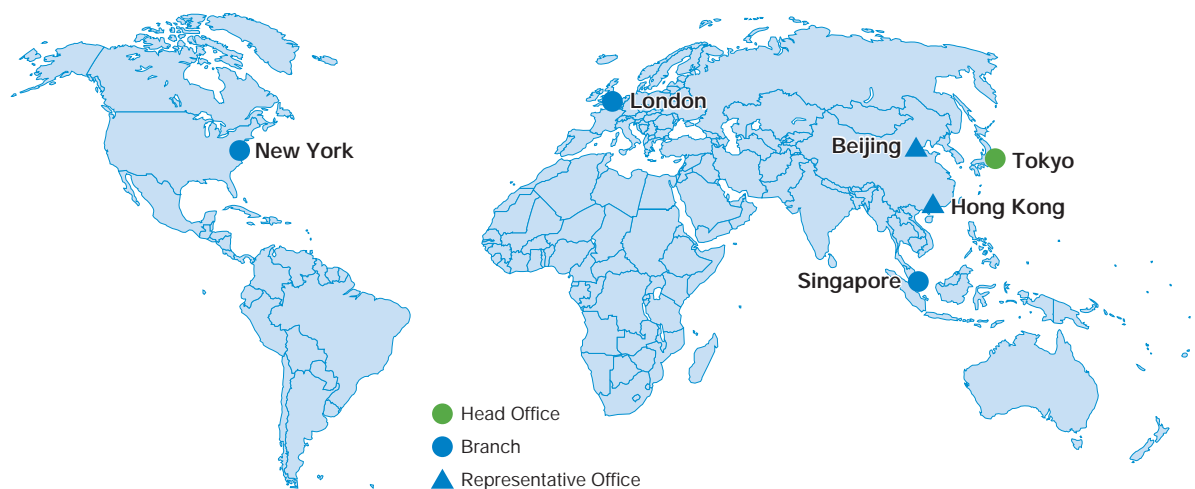 London
New York
Beijing
Tokyo
Hong Kong
Singapore
Head Office
Branch
Representative Office